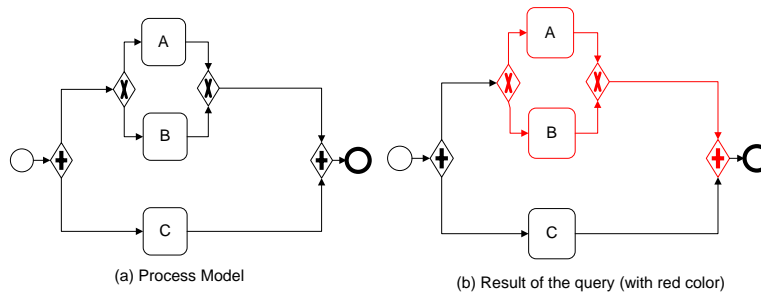 A
B
C
(a) Process Model
A
B
C
(b) Result of the query (with red color)